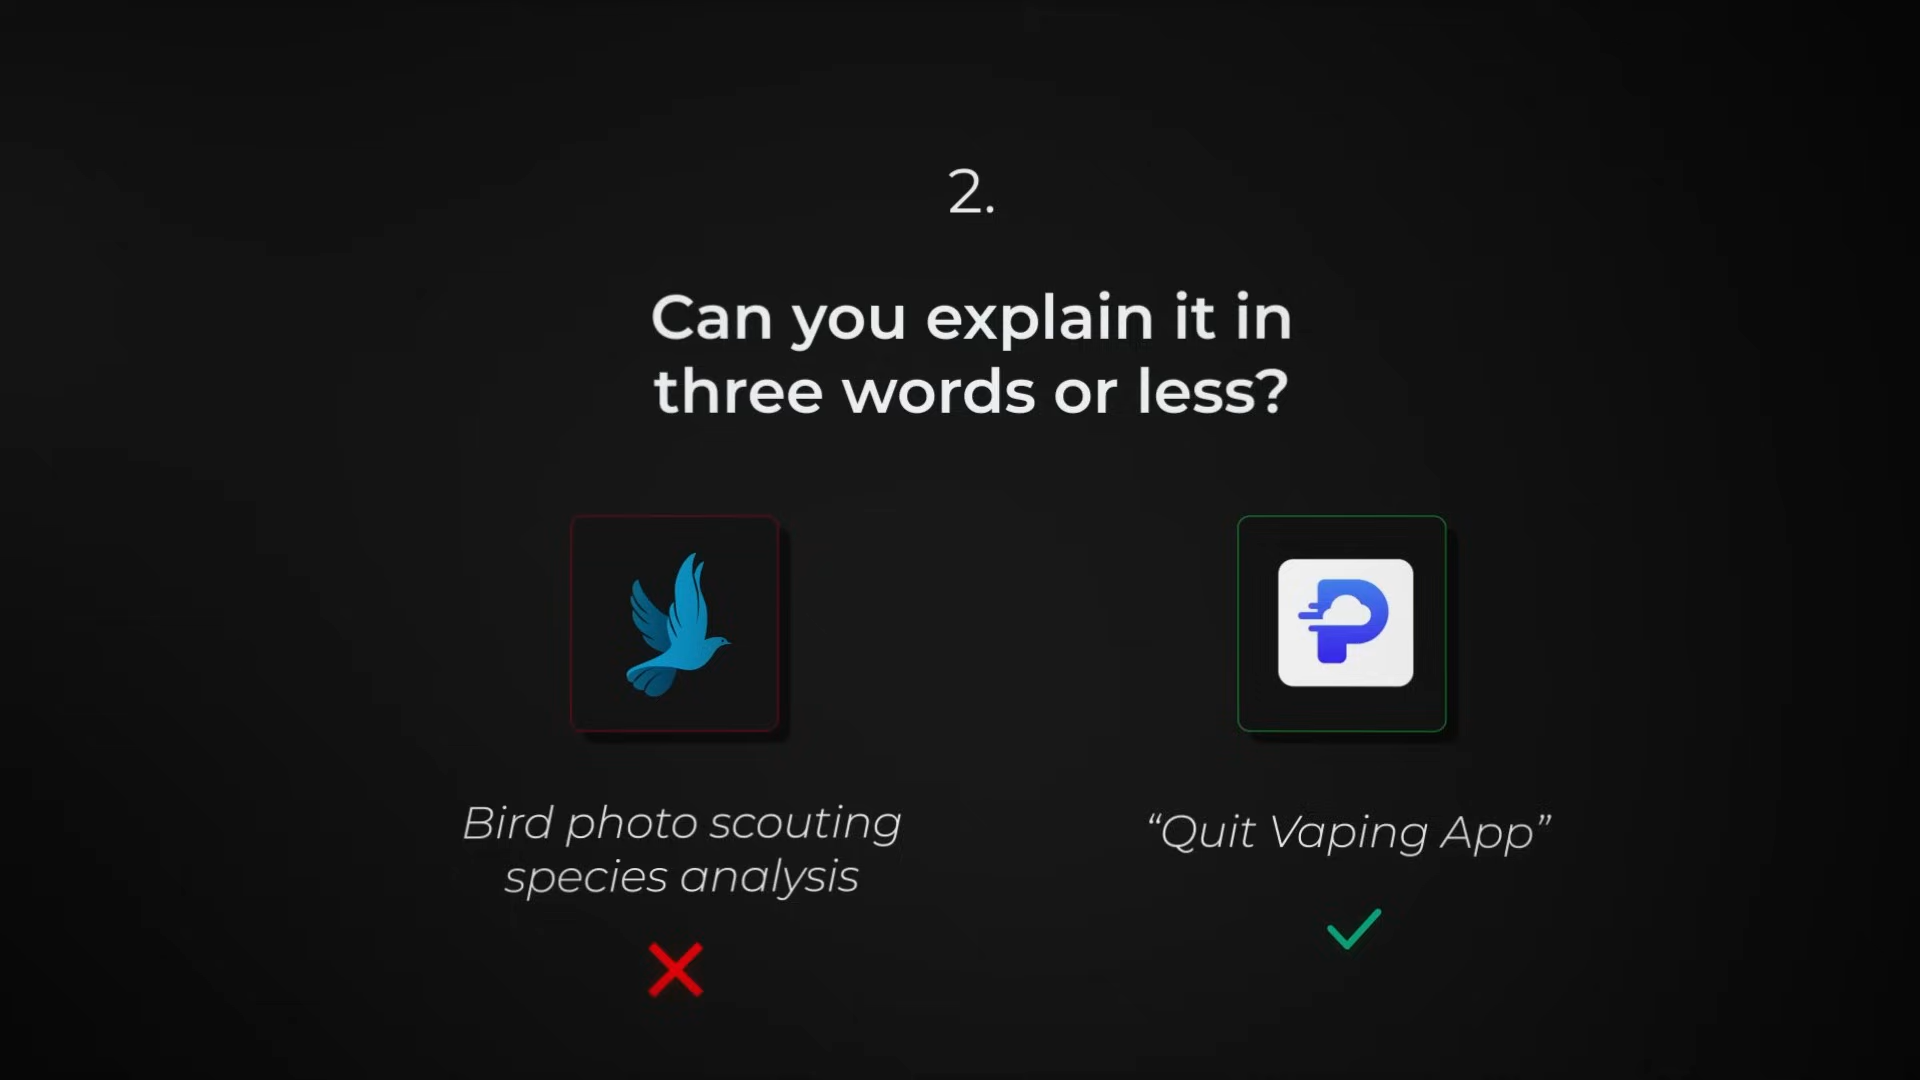 2.
Can you explain it in
three words or less?
Bird photo scouting
species analysis
“Quit Vaping App”